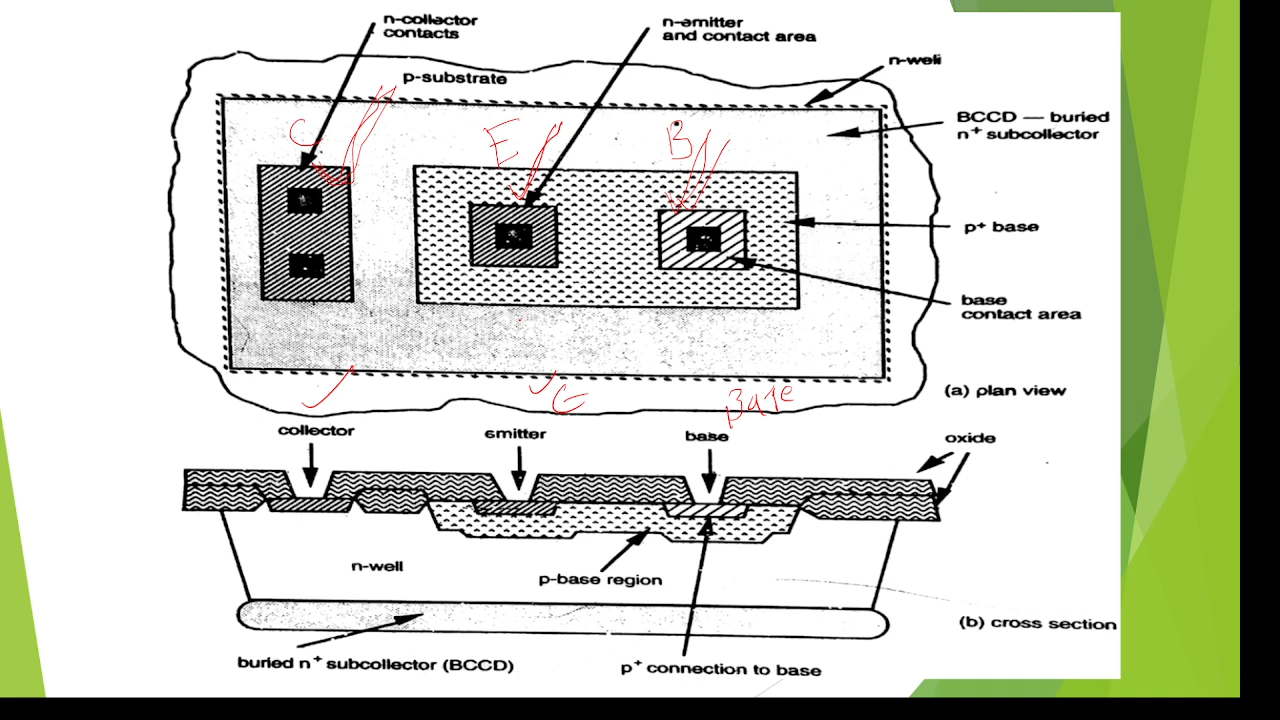 n-collector
contacts
n-emitter
and contact area
n-well
p-substrate
BCCD — buried
n+ subcollector
C
E
B
p+ base
base
contact area
(a) plan view
E
Base
collector
emitter
base
oxide
n-well
p-base region
(b) cross section
buried n+ subcollector (BCCD)
p+ connection to base